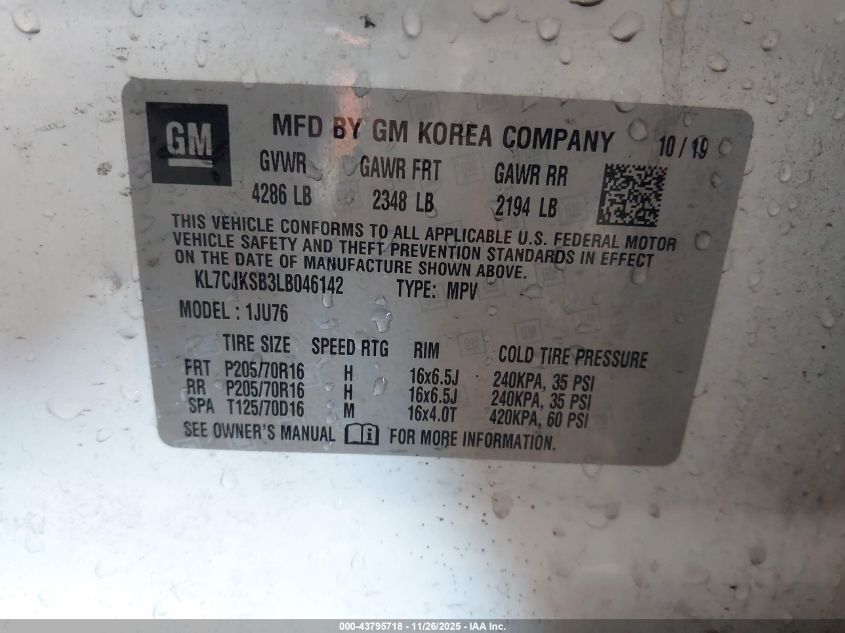 GM
MFD BY GM KOREA COMPANY 10 / 19
GVWR GAWR FRT GAWR RR
4286 LB 2348 LB 2194 LB
THIS VEHICLE CONFORMS TO ALL APPLICABLE U.S. FEDERAL MOTOR
VEHICLE SAFETY AND THEFT PREVENTION STANDARDS IN EFFECT
ON THE DATE OF MANUFACTURE SHOWN ABOVE.
KL7CJKSB3LB046142 TYPE: MPV
MODEL : 1JU76
TIRE SIZE SPEED RTG RIM COLD TIRE PRESSURE
FRT P205/70R16 H 16x6.5J 240KPA, 35 PSI
RR P205/70R16 H 16x6.5J 240KPA, 35 PSI
SPA T125/70D16 M 16x4.0T 420KPA, 60 PSI
SEE OWNER'S MANUAL FOR MORE INFORMATION.
000-43795718 - 11/26/2025 - IAA Inc.